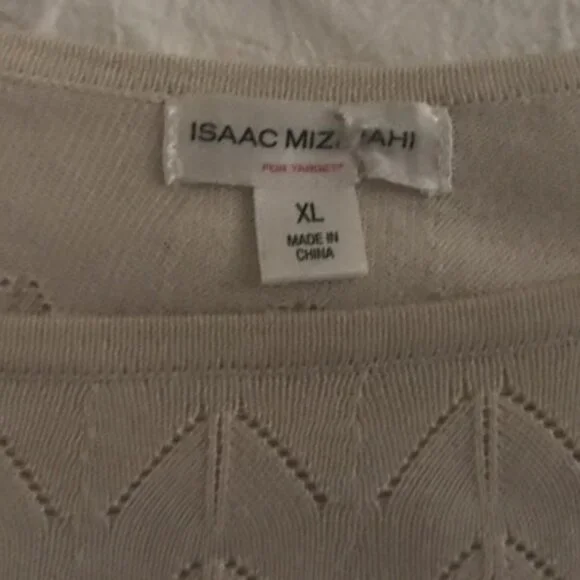 ISAAC MIZRAHI
FOR TARGET
XL
MADE IN
CHINA